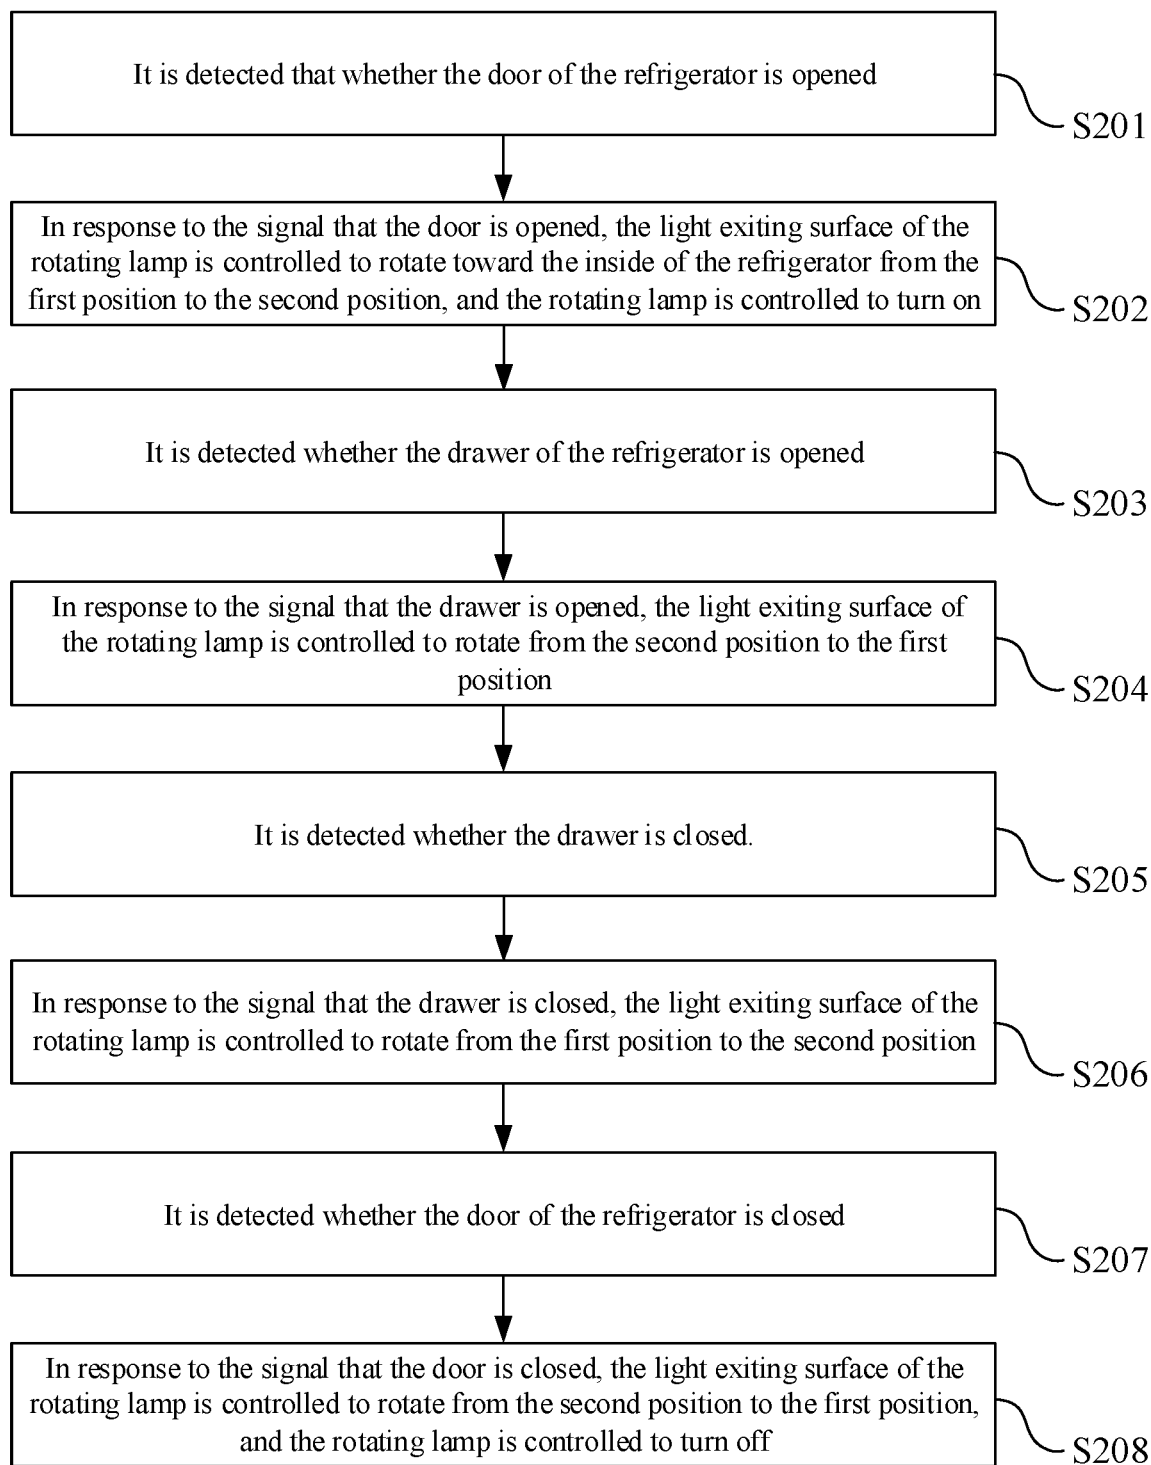 It is detected that whether the door of the refrigerator is opened
S201
In response to the signal that the door is opened, the light exiting surface of the
rotating lamp is controlled to rotate toward the inside of the refrigerator from the
first position to the second position, and the rotating lamp is controlled to turn on
S202
It is detected whether the drawer of the refrigerator is opened
S203
In response to the signal that the drawer is opened, the light exiting surface of
the rotating lamp is controlled to rotate from the second position to the first
position
S204
It is detected whether the drawer is closed.
S205
In response to the signal that the drawer is closed, the light exiting surface of the
rotating lamp is controlled to rotate from the first position to the second position
S206
It is detected whether the door of the refrigerator is closed
S207
In response to the signal that the door is closed, the light exiting surface of the
rotating lamp is controlled to rotate from the second position to the first position,
and the rotating lamp is controlled to turn off
S208